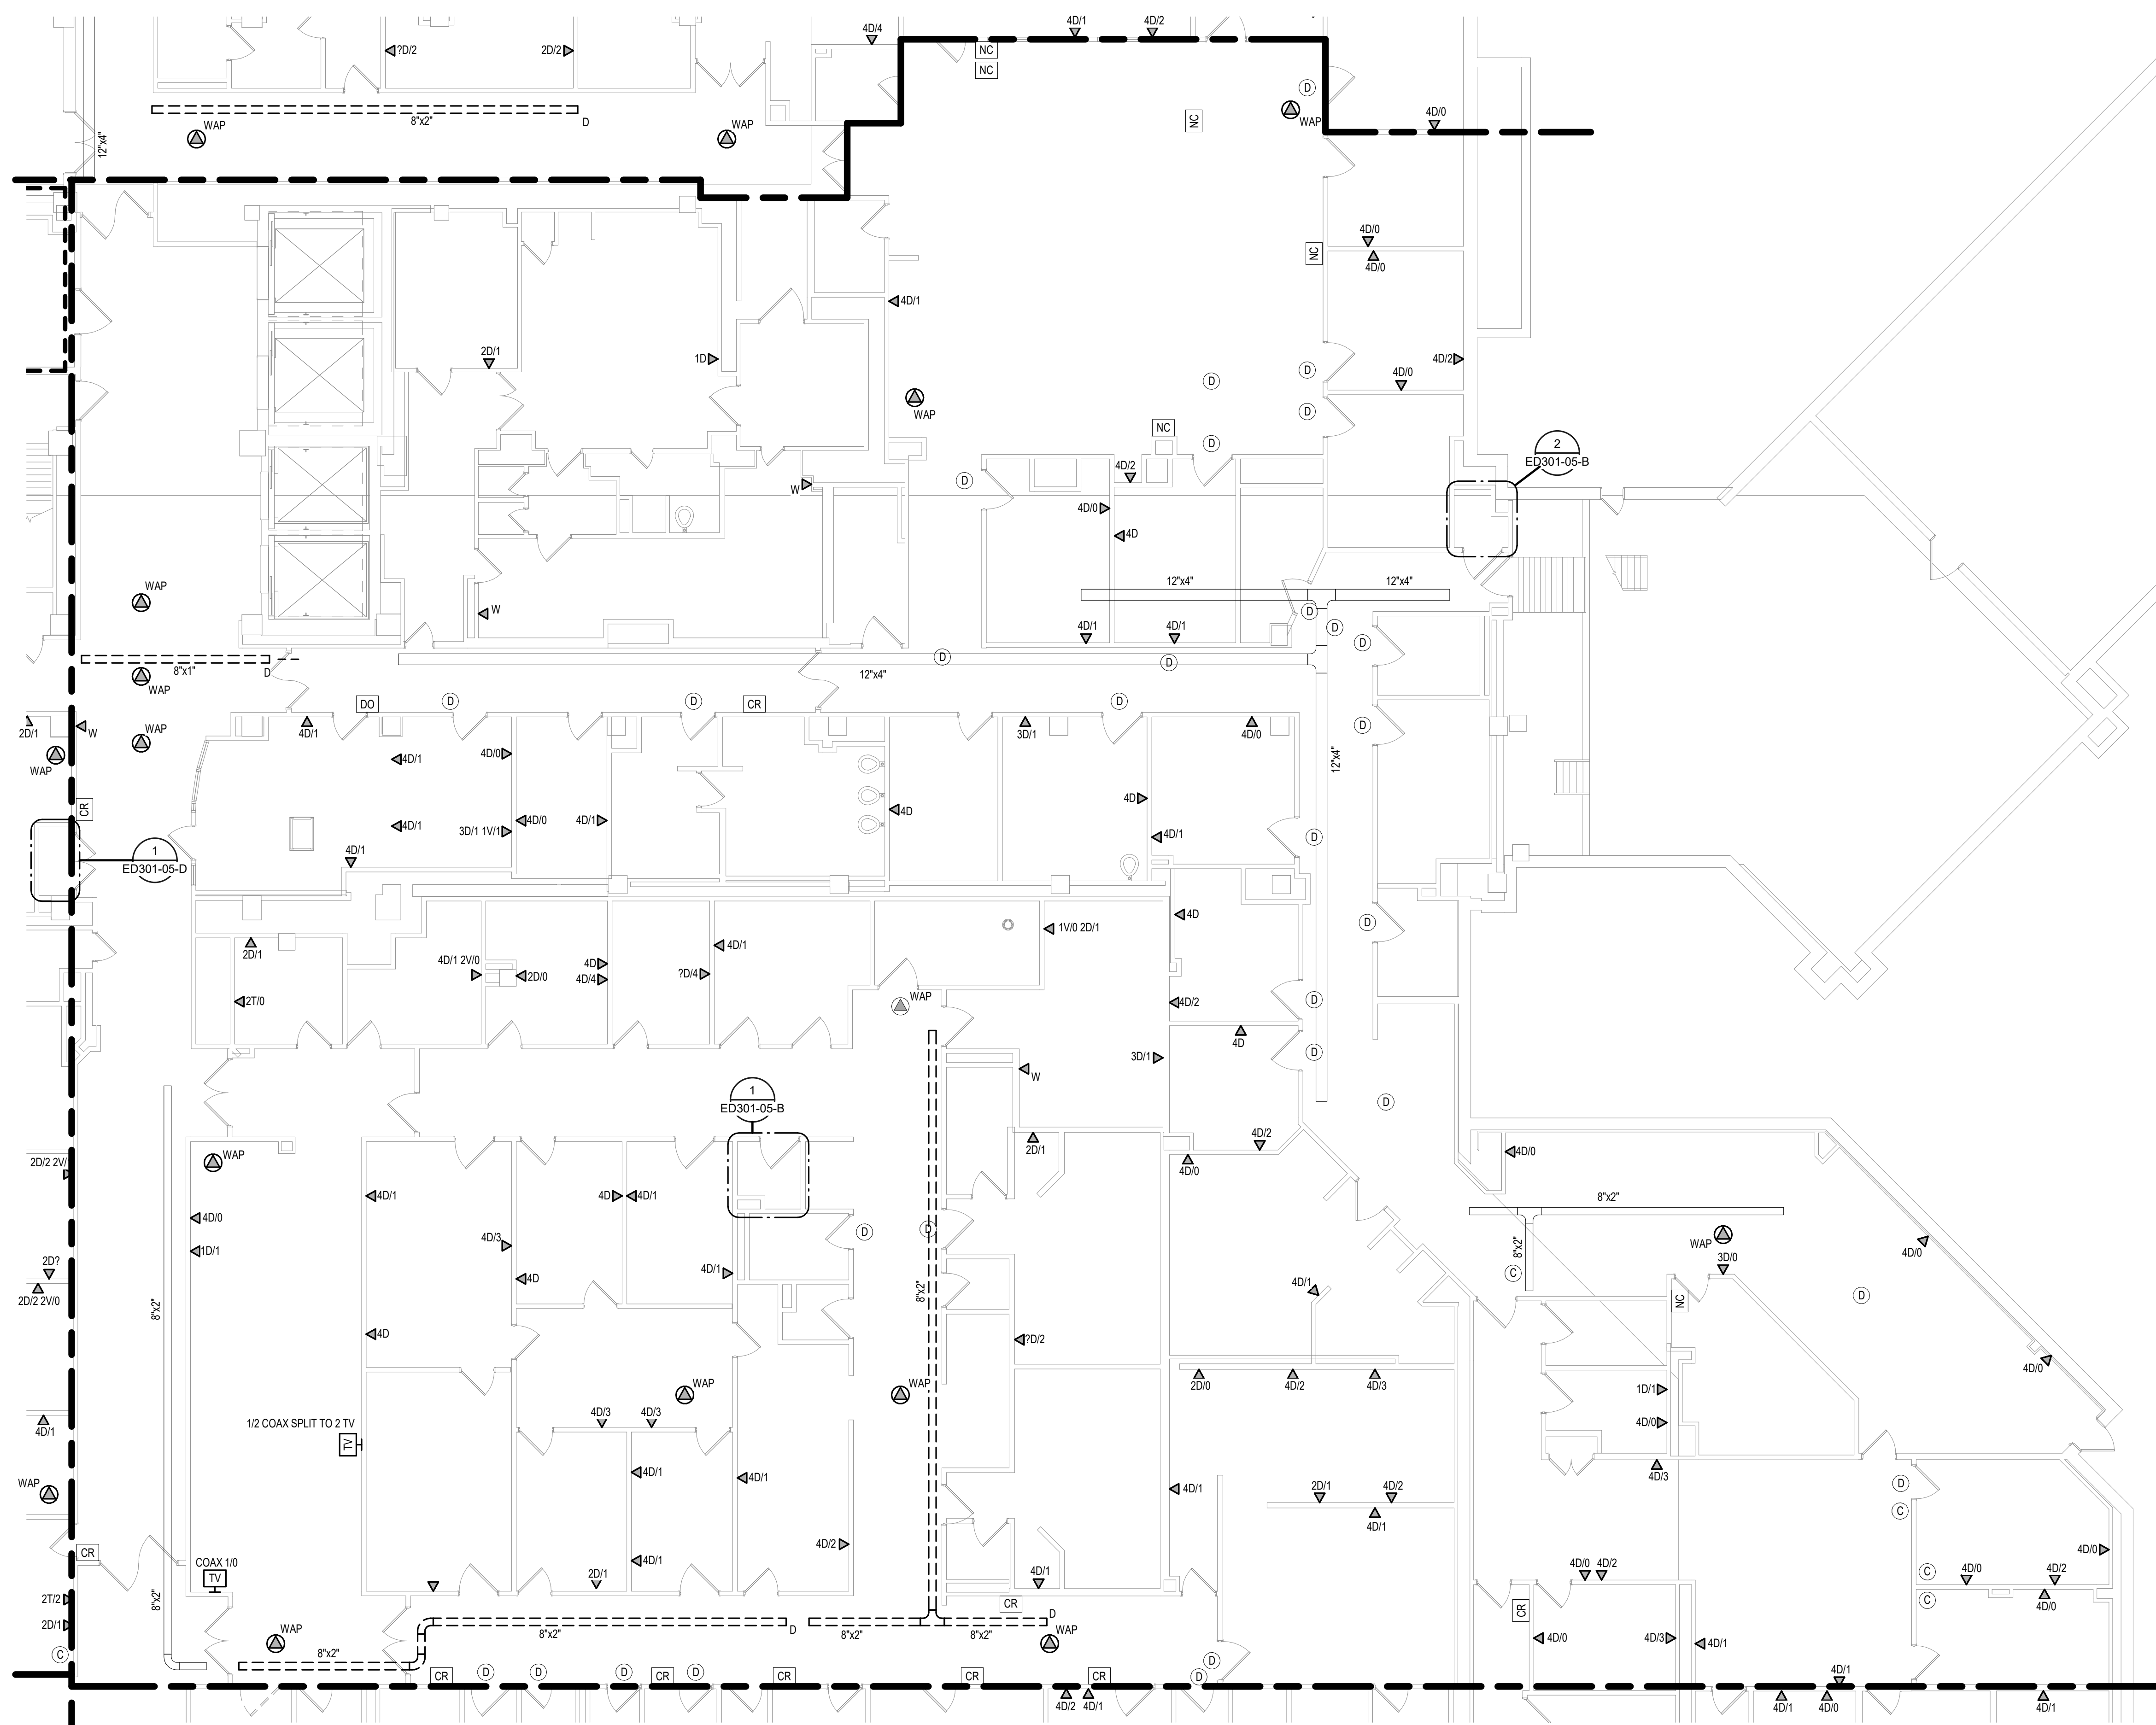 4D/1 4D/2
4D/4
?D/2 2D/2
NC
NC
D
8"x2" D
WAP WAP
12"x4"
NC
WAP
4D/0
4D/0
NC
4D/0
4D/1
2D/1 1D
4D/2
D D
4D/0
WAP
D
NC D
2
ED301-05-B
4D/2
D
W
4D/0
4D
12"x4" 12"x4"
WAP
W
D
D
4D/1 4D/1
D
D D
12"x4"
8"x1" D
WAP
DO D D CR D
2D/1 W WAP
4D/1 3D/1 4D/0
D
WAP
4D/0
4D/1
12"x4"
4D
CR
4D/1 3D/1 1V/1 4D/0 4D/1
4D
4D/1
D
4D/1
1
ED301-05-D
4D
D
1V/0 2D/1
2D/1
4D/1
4D/1 2V/0
2D/0
4D
4D/4
?D/4
2T/0
WAP
4D/2
D
4D
3D/1
D
W
D
1
ED301-05-B
4D/2
2D/1
4D/0
4D/0
WAP
2D/2 2V/
4D/1
4D 4D/1
8"x2"
4D/0
1D/1
4D/3
D D
WAP
8"x2"
4D/0
2D?
4D
4D/1
C
3D/0
2D/2 2V/0
8"x2"
8"x2"
4D/1
D
NC
4D
?D/2
4D/0
WAP
WAP
2D/0 4D/2 4D/3
1D/1
4D/0
4D/1
1/2 COAX SPLIT TO 2 TV
TV
4D/3 4D/3
4D/1
4D/1
4D/3
D
C
WAP
4D/1
2D/1 4D/2
4D/1
4D/2
4D/0
CR
COAX 1/0
TV
4D/1
2D/1
4D/1
4D/0 4D/2
4D/0 4D/2
C
4D/0
C
2T/2
2D/1
8"x2"
CR
CR
WAP
8"x2"
D
8"x2" 8"x2"
D
WAP
4D/0
4D/3
4D/1
C
8"x2"
CR D D D CR D CR CR CR
D
D
4D/2 4D/1
4D/1
4D/1 4D/0 4D/1